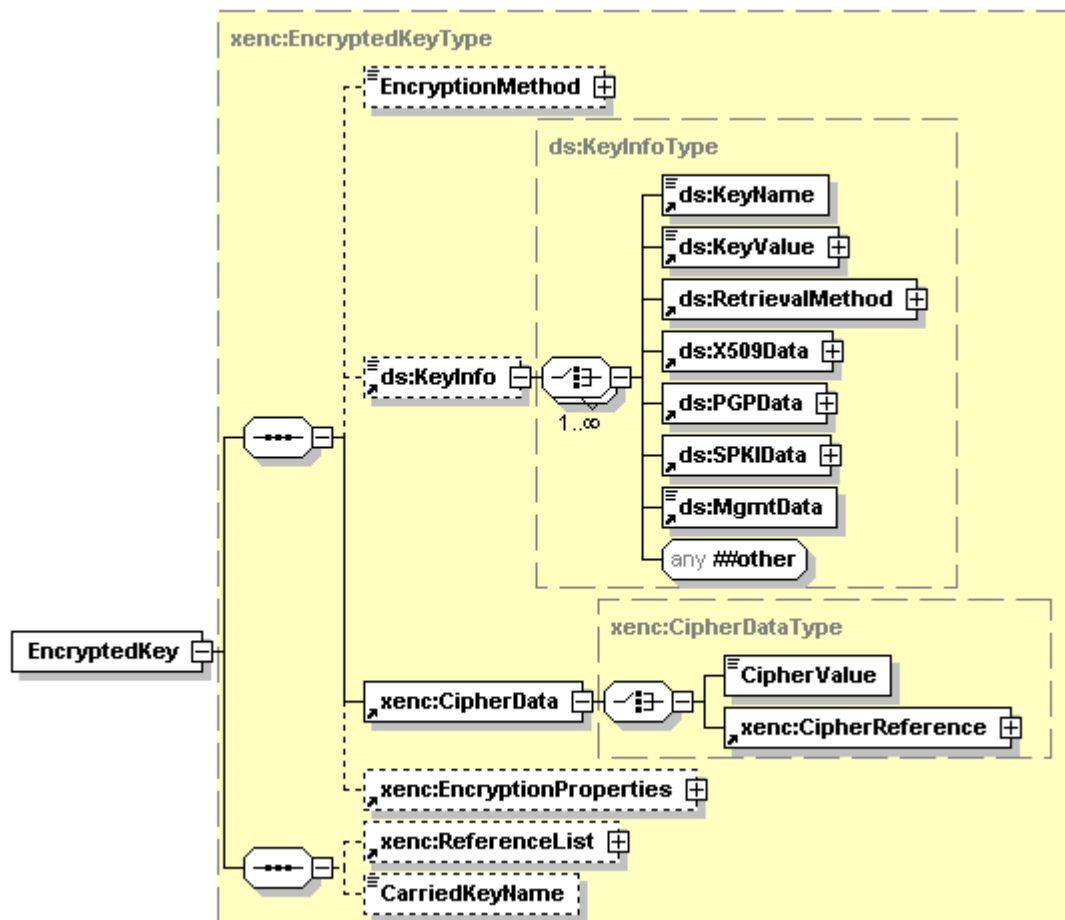 xenc:EncryptedKeyType
EncryptionMethod
ds:KeyInfoType
ds:KeyName
ds:KeyValue
ds:RetrievalMethod
ds:X509Data
ds:KeyInfo
ds:PGPData
1..∞
ds:SPKIData
ds:MgmtData
any ##other
xenc:CipherDataType
EncryptedKey
CipherValue
xenc:CipherData
xenc:CipherReference
xenc:EncryptionProperties
xenc:ReferenceList
CarriedKeyName